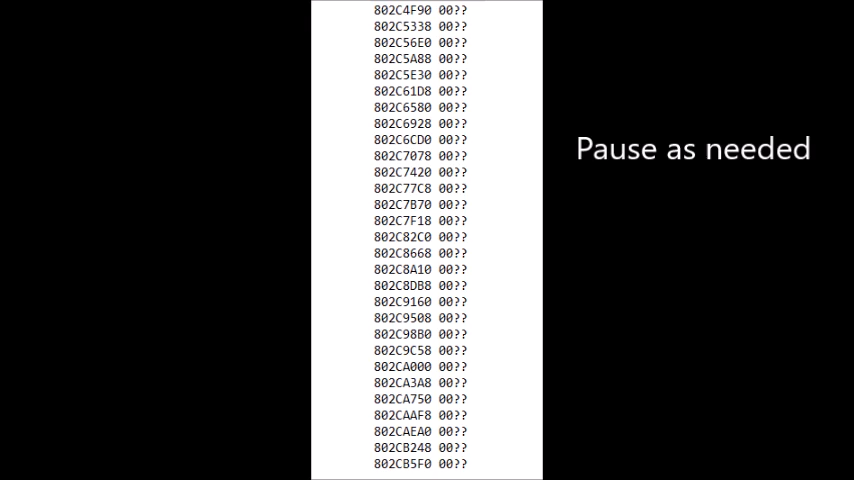 802C4F90 00??
802C5338 00??
802C56E0 00??
802C5A88 00??
802C5E30 00??
802C61D8 00??
802C6580 00??
802C6928 00??
802C6CD0 00??
802C7078 00??
802C7420 00??
802C77C8 00??
802C7B70 00??
802C7F18 00??
802C82C0 00??
802C8668 00??
802C8A10 00??
802C8DB8 00??
802C9160 00??
802C9508 00??
802C98B0 00??
802C9C58 00??
802CA000 00??
802CA3A8 00??
802CA750 00??
802CAAF8 00??
802CAEA0 00??
802CB248 00??
802CB5F0 00??
Pause as needed